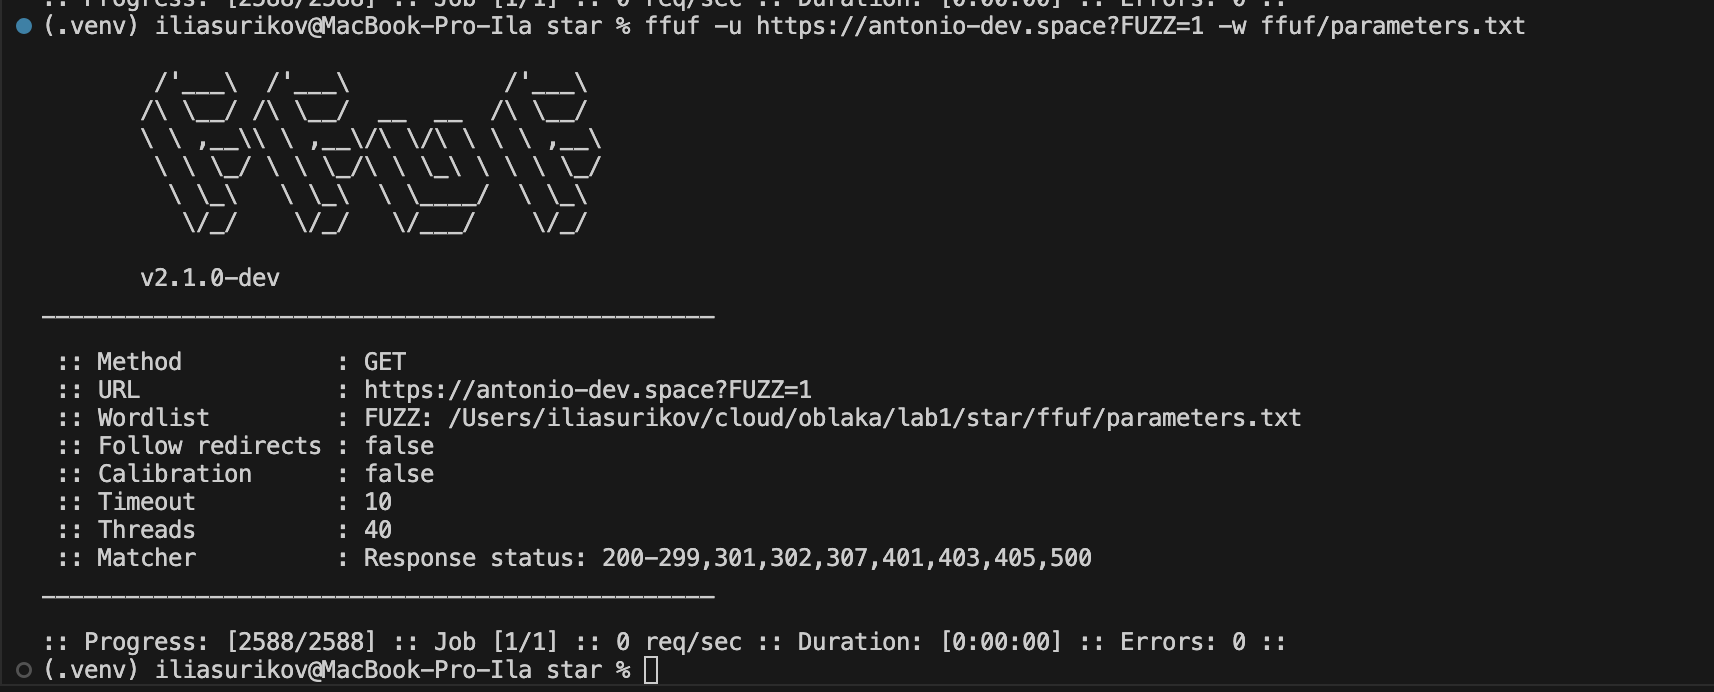 :: Progress: [2588/2588] :: Job [1/1] :: 0 req/sec :: Duration: [0:00:00] :: Errors: 0 ::
(.venv) iliasurikov@MacBook-Pro-Ila star % ffuf -u https://antonio-dev.space?FUZZ=1 -w ffuf/parameters.txt
        /'___\  /'___\           /'___\
       /\ \__/ /\ \__/  __  __  /\ \__/
       \ \ ,__\\ \ ,__\/\ \/\ \ \ \ ,__\
        \ \ \_/ \ \ \_/\ \ \_\ \ \ \ \_/
         \ \_\   \ \_\  \ \____/  \ \_\
          \/_/    \/_/   \/___/    \/_/
v2.1.0-dev
________________________________________________
:: Method           : GET
:: URL              : https://antonio-dev.space?FUZZ=1
:: Wordlist         : FUZZ: /Users/iliasurikov/cloud/oblaka/lab1/star/ffuf/parameters.txt
:: Follow redirects : false
:: Calibration      : false
:: Timeout          : 10
:: Threads          : 40
:: Matcher          : Response status: 200-299,301,302,307,401,403,405,500
________________________________________________
:: Progress: [2588/2588] :: Job [1/1] :: 0 req/sec :: Duration: [0:00:00] :: Errors: 0 ::
(.venv) iliasurikov@MacBook-Pro-Ila star %